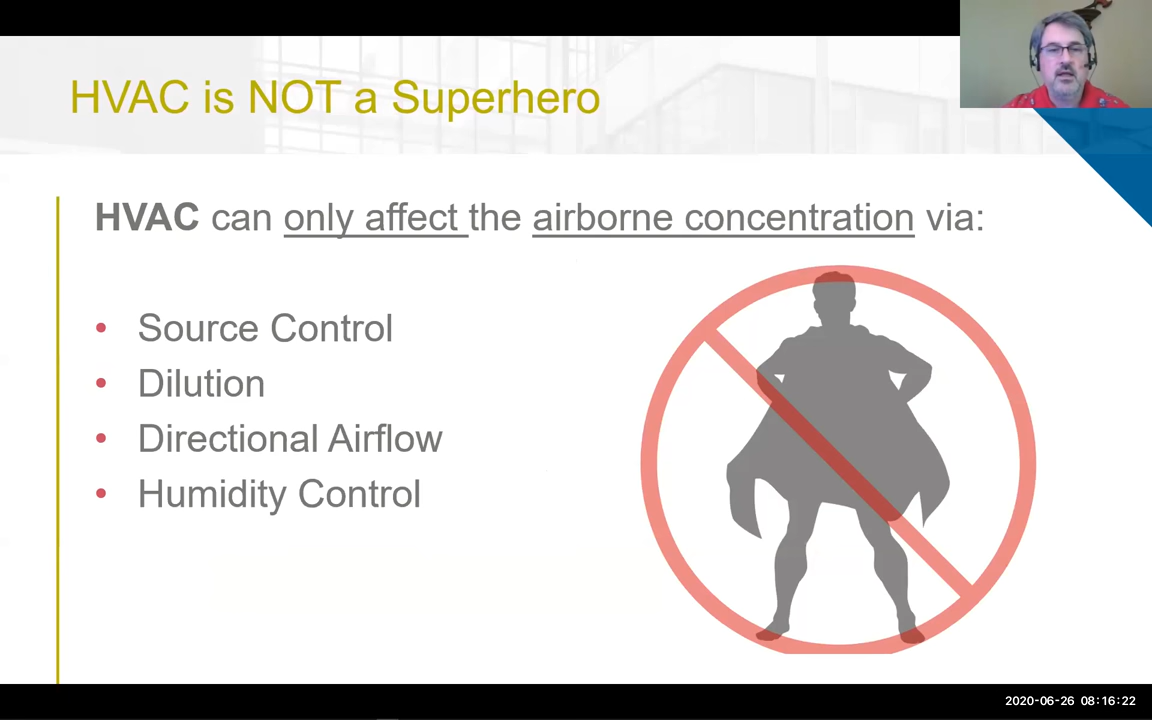 HVAC is NOT a Superhero
HVAC can only affect the airborne concentration via:
• Source Control
• Dilution
• Directional Airflow
• Humidity Control
2020-06-26 08:16:22